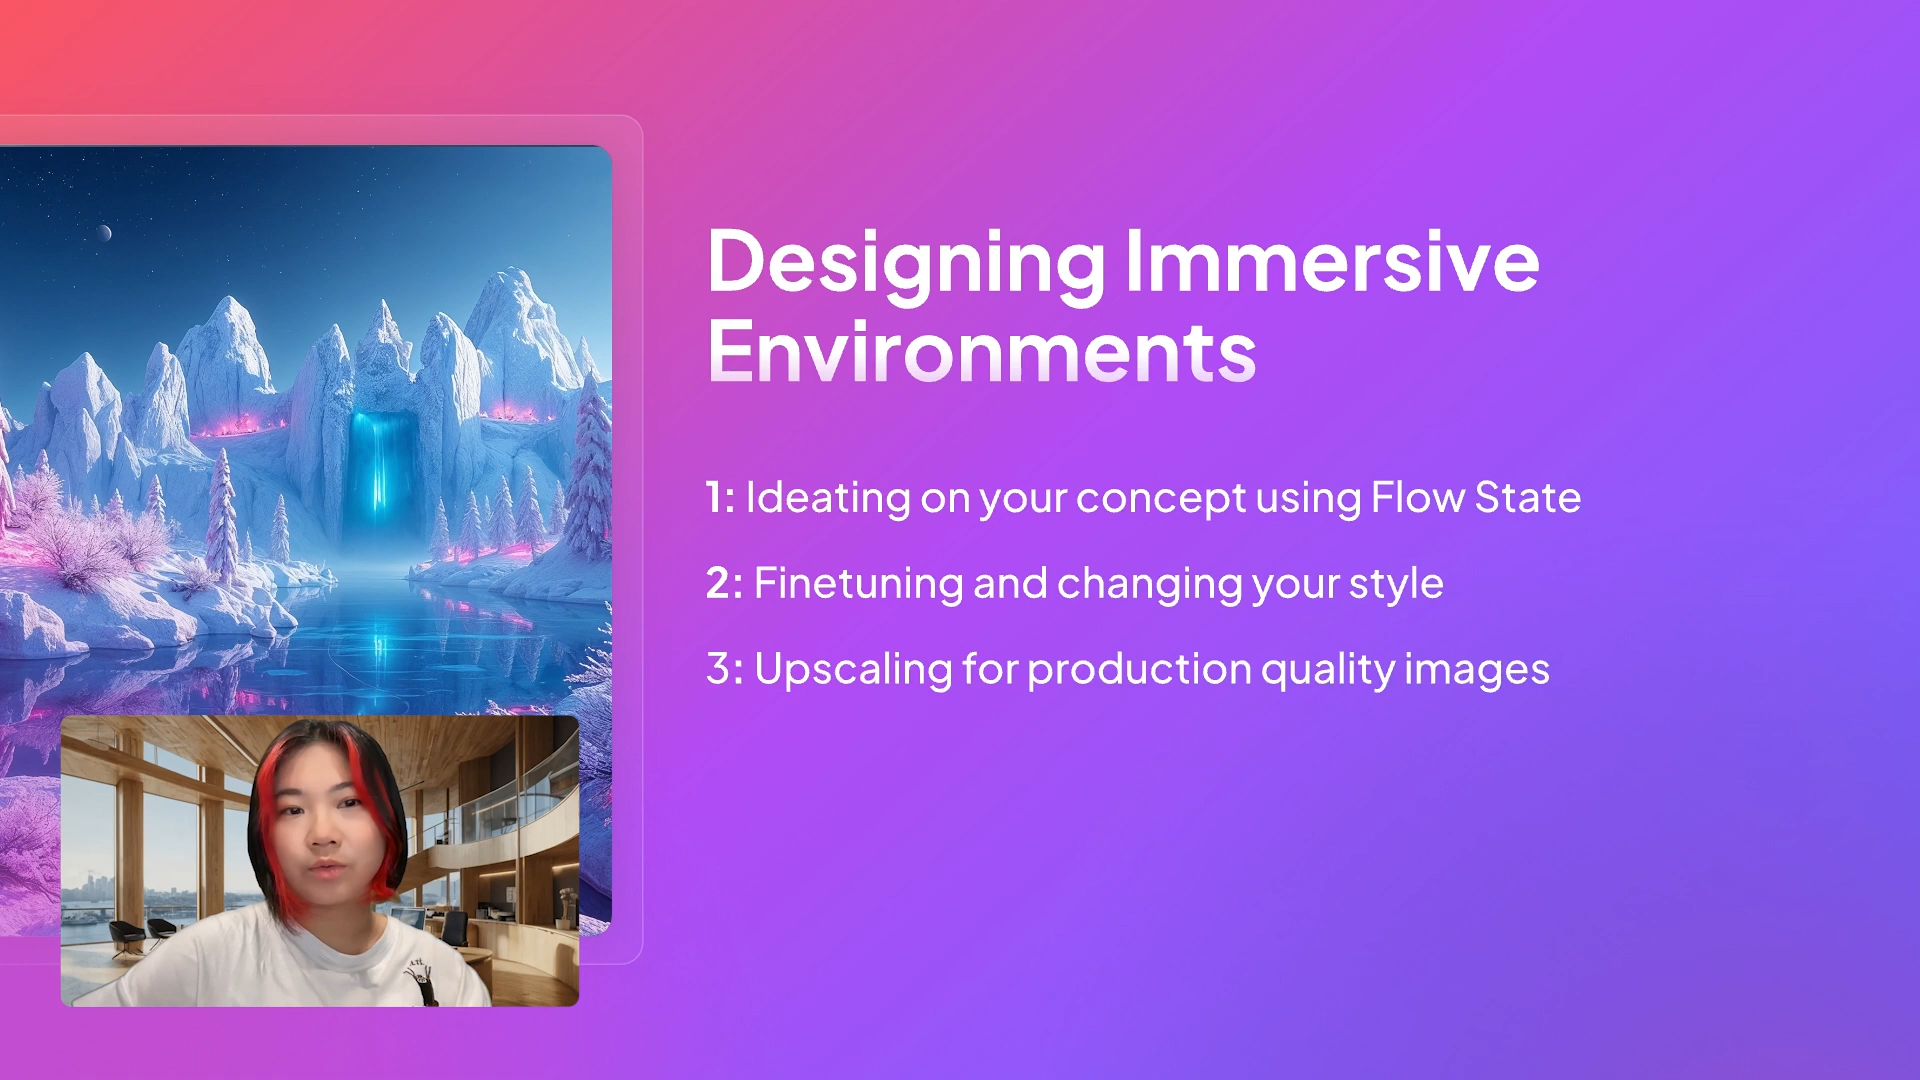 Designing Immersive
Environments
1: Ideating on your concept using Flow State
2: Finetuning and changing your style
3: Upscaling for production quality images